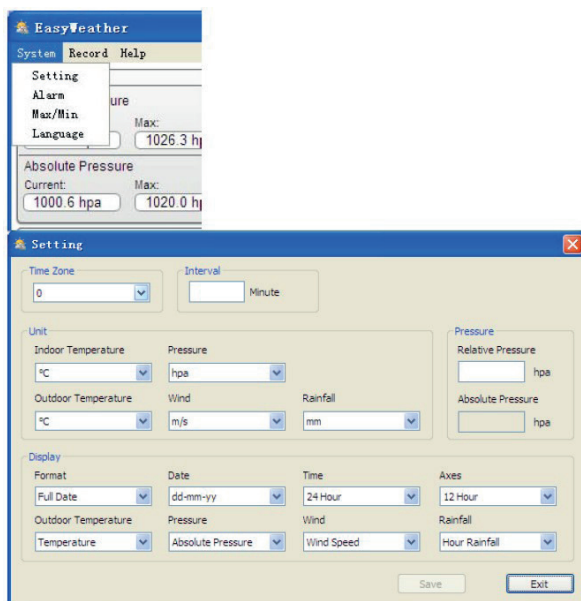 EasyWeather
System Record Help
Setting
Alarm
Max/Min
Language
ure
Max:
1026.3 h
Absolute Pressure
Current: Max:
1000.6 hpa 1020.0 h
Setting
Time Zone Interval
0 Minute
Unit Pressure
Indoor Temperature Pressure Relative Pressure
°C hpa hpa
Outdoor Temperature Wind Rainfall Absolute Pressure
°C m/s mm hpa
Display
Format Date Time Axes
Full Date dd-mm-yy 24 Hour 12 Hour
Outdoor Temperature Pressure Wind Rainfall
Temperature Absolute Pressure Wind Speed Hour Rainfall
Save Exit